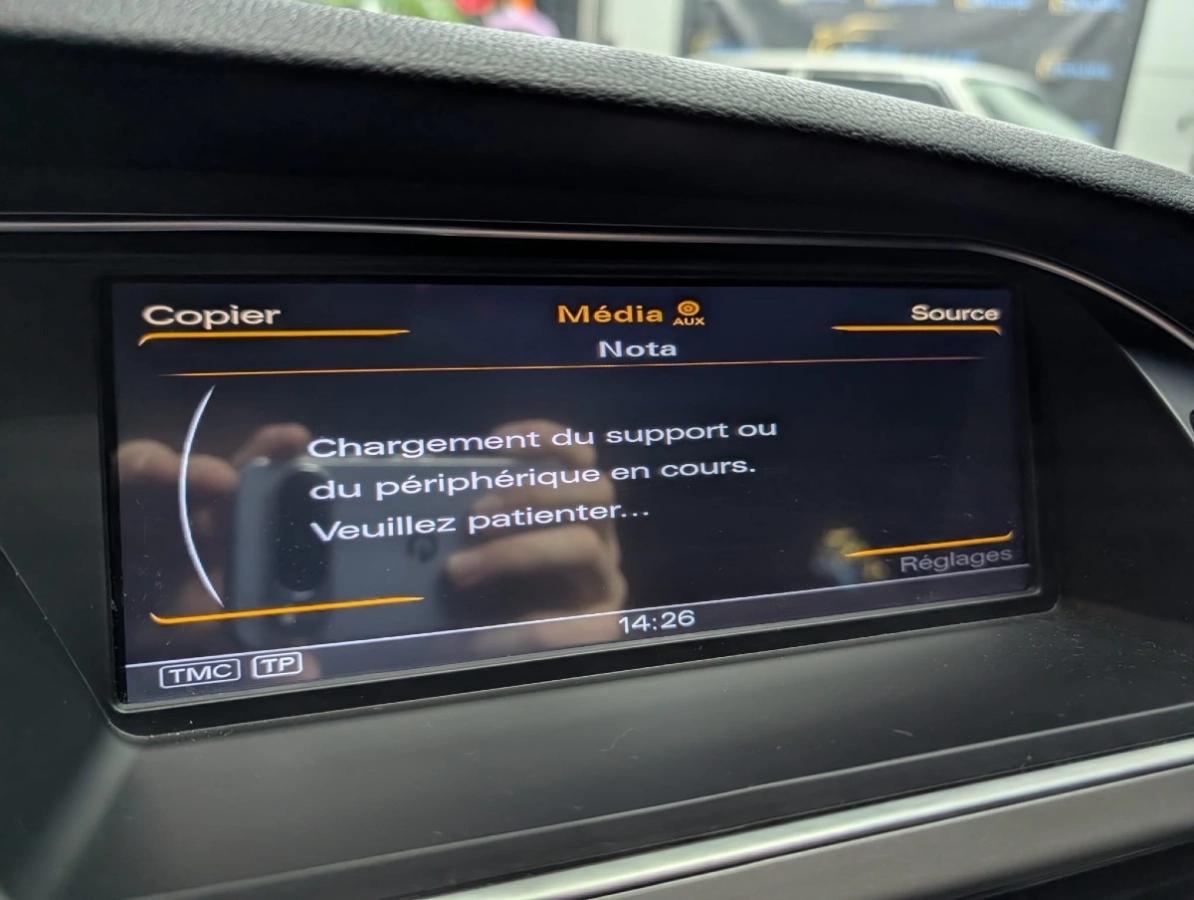 Copier
Média AUX
Source
Nota
Chargement du support ou
du périphérique en cours.
Veuillez patienter...
Réglages
14:26
TMC TP